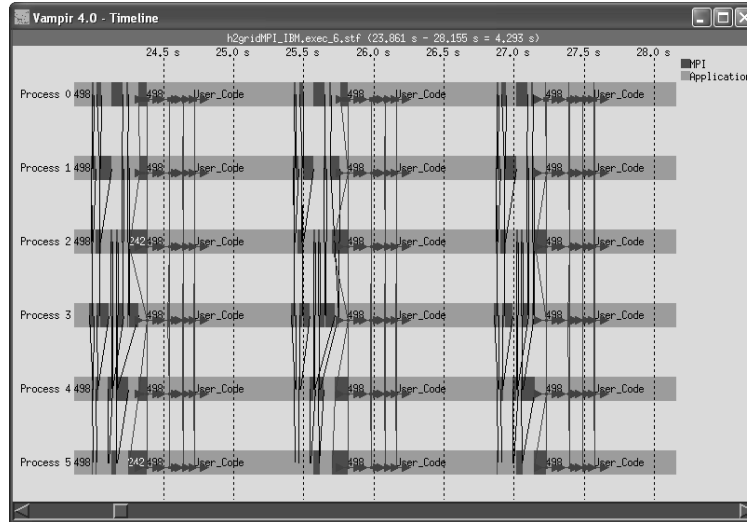 Vampir 4.0 - Timeline
h2gridMPI_IBM.exec_6.stf (23.861 s - 28.155 s = 4.293 s)
24.5 s 25.0 s 25.5 s 26.0 s 26.5 s 27.0 s 27.5 s 28.0 s
MPI
Application
Process 0 498 498 User_Code 498 User_Code 498 User_Code
Process 1 498 498 User_Code 498 User_Code 498 User_Code
Process 2 498 242 498 User_Code 498 User_Code 498 User_Code
Process 3 498 498 User_Code 498 User_Code 498 User_Code
Process 4 498 498 User_Code 498 User_Code 498 User_Code
Process 5 498 242 498 User_Code 498 User_Code 498 User_Code